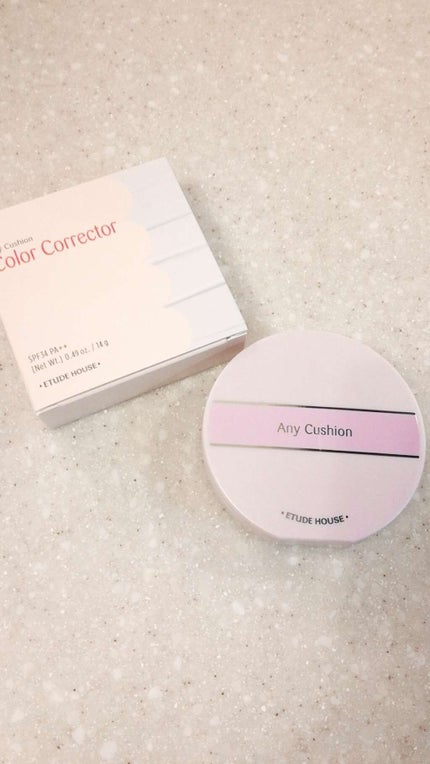 y Cushion
Color Corrector
SPF34 PA++
(Net Wt.) 0.49 oz. / 14 g
•ETUDE HOUSE•
Any Cushion
•ETUDE HOUSE•